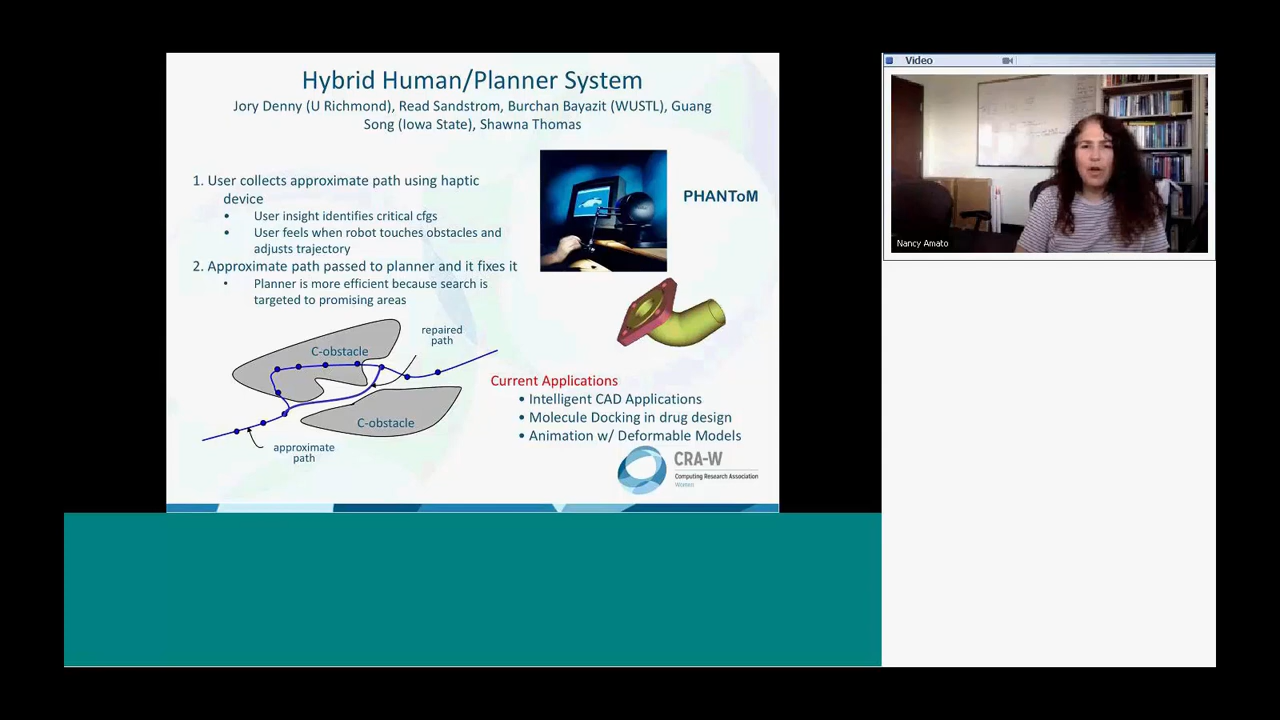 Hybrid Human/Planner System
Jory Denny (U Richmond), Read Sandstrom, Burchan Bayazit (WUSTL), Guang
Song (Iowa State), Shawna Thomas
1. User collects approximate path using haptic
device
• User insight identifies critical cfgs
• User feels when robot touches obstacles and
adjusts trajectory
2. Approximate path passed to planner and it fixes it
• Planner is more efficient because search is
targeted to promising areas
PHANToM
C-obstacle
repaired
path
C-obstacle
approximate
path
Current Applications
• Intelligent CAD Applications
• Molecule Docking in drug design
• Animation w/ Deformable Models
CRA-W
Computing Research Association
Women
Video
Nancy Amato